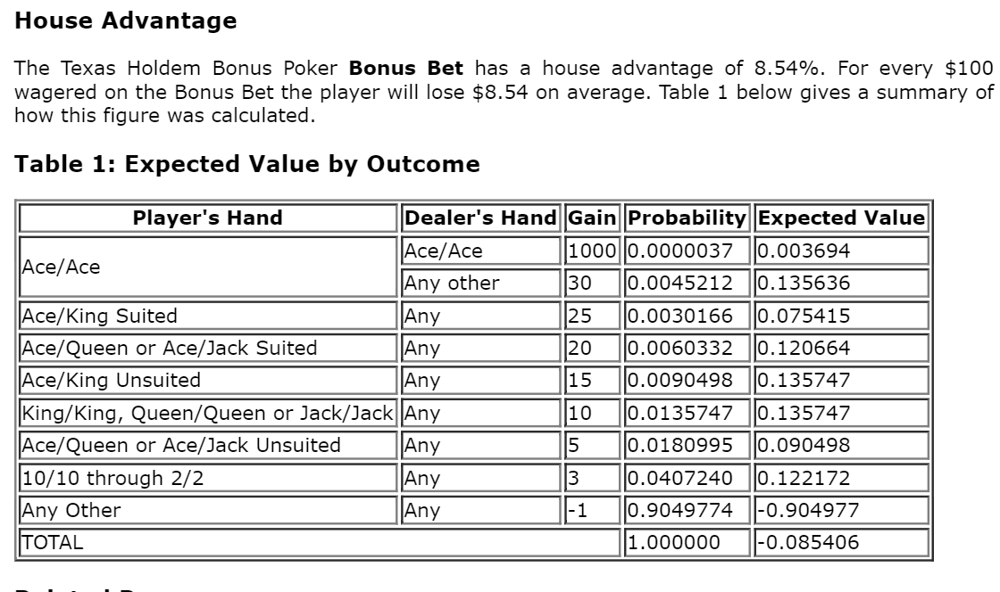 House Advantage
The Texas Holdem Bonus Poker Bonus Bet has a house advantage of 8.54%. For every $100
wagered on the Bonus Bet the player will lose $8.54 on average. Table 1 below gives a summary of
how this figure was calculated.
Table 1: Expected Value by Outcome
Player's Hand Dealer's Hand Gain Probability Expected Value
Ace/Ace Ace/Ace 1000 0.0000037 0.003694
Any other 30 0.0045212 0.135636
Ace/King Suited Any 25 0.0030166 0.075415
Ace/Queen or Ace/Jack Suited Any 20 0.0060332 0.120664
Ace/King Unsuited Any 15 0.0090498 0.135747
King/King, Queen/Queen or Jack/Jack Any 10 0.0135747 0.135747
Ace/Queen or Ace/Jack Unsuited Any 5 0.0180995 0.090498
10/10 through 2/2 Any 3 0.0407240 0.122172
Any Other Any -1 0.9049774 -0.904977
TOTAL 1.000000 -0.085406